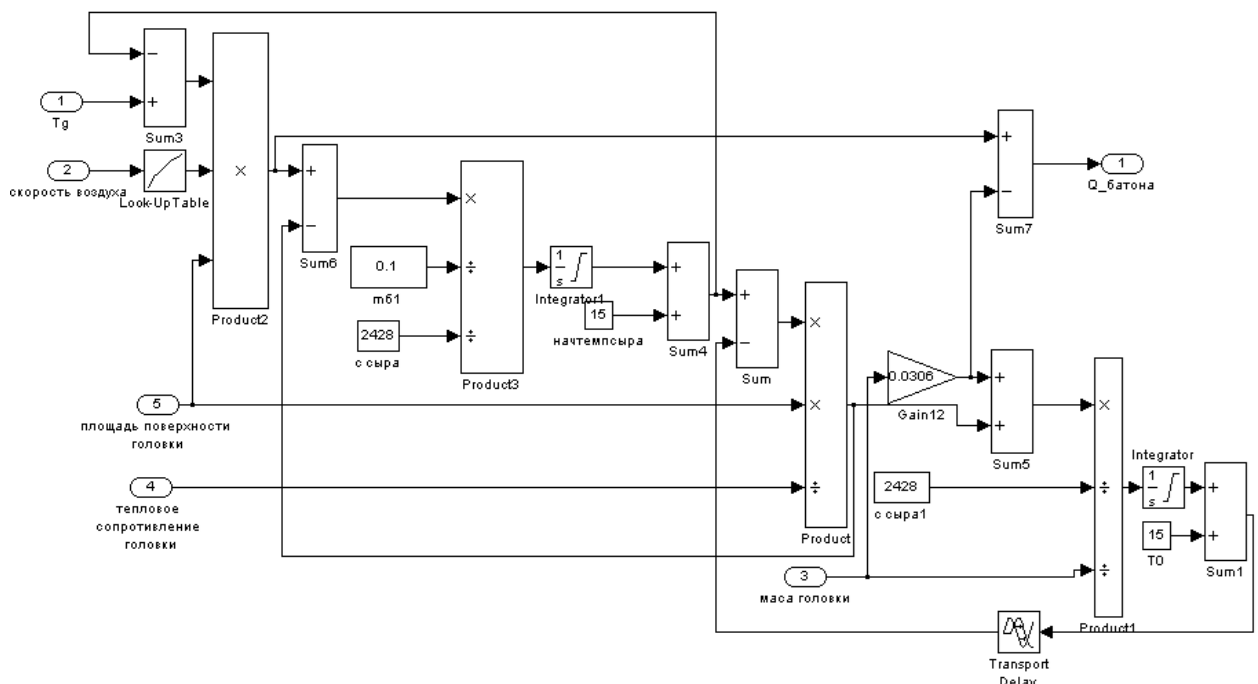 −
+
Sum3
1
Tg
2
скорость воздуха
Look-UpTable
×
Product2
+
−
Sum6
×
÷
÷
Product3
0.1
mб1
2428
с сыра
1
s
Integrator1
15
начтемпсыра
+
+
Sum4
+
−
Sum
×
×
÷
Product
5
площадь поверхности
головки
4
тепловое
сопротивление
головки
+
−
Sum7
1
Q_батона
0.0306
Gain12
+
+
Sum5
×
÷
÷
Product1
2428
с сыра1
3
маса головки
Integrator
1
s
15
T0
+
+
Sum1
Transport
Delay